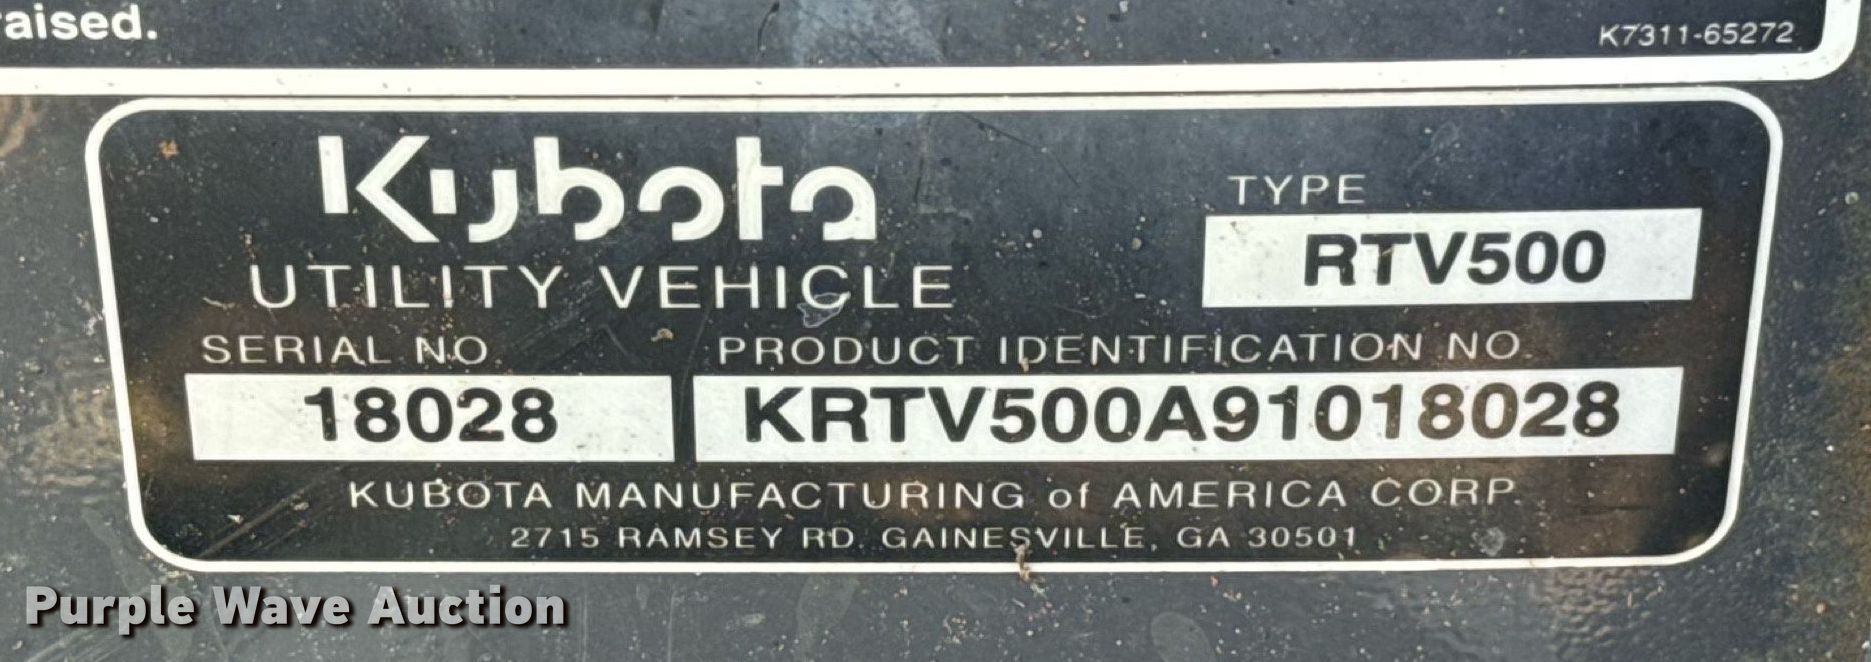 raised.
K7311-65272
Kubota
UTILITY VEHICLE
TYPE
RTV500
SERIAL NO.
PRODUCT IDENTIFICATION NO.
18028
KRTV500A91018028
KUBOTA MANUFACTURING of AMERICA CORP.
2715 RAMSEY RD. GAINESVILLE, GA 30501
Purple Wave Auction